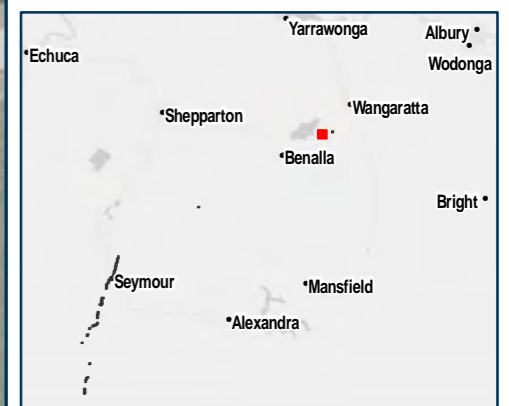 Yarrawonga
Albury
Echuca
Wodonga
Wangaratta
Shepparton
Benalla
Bright
Seymour
Mansfield
Alexandra